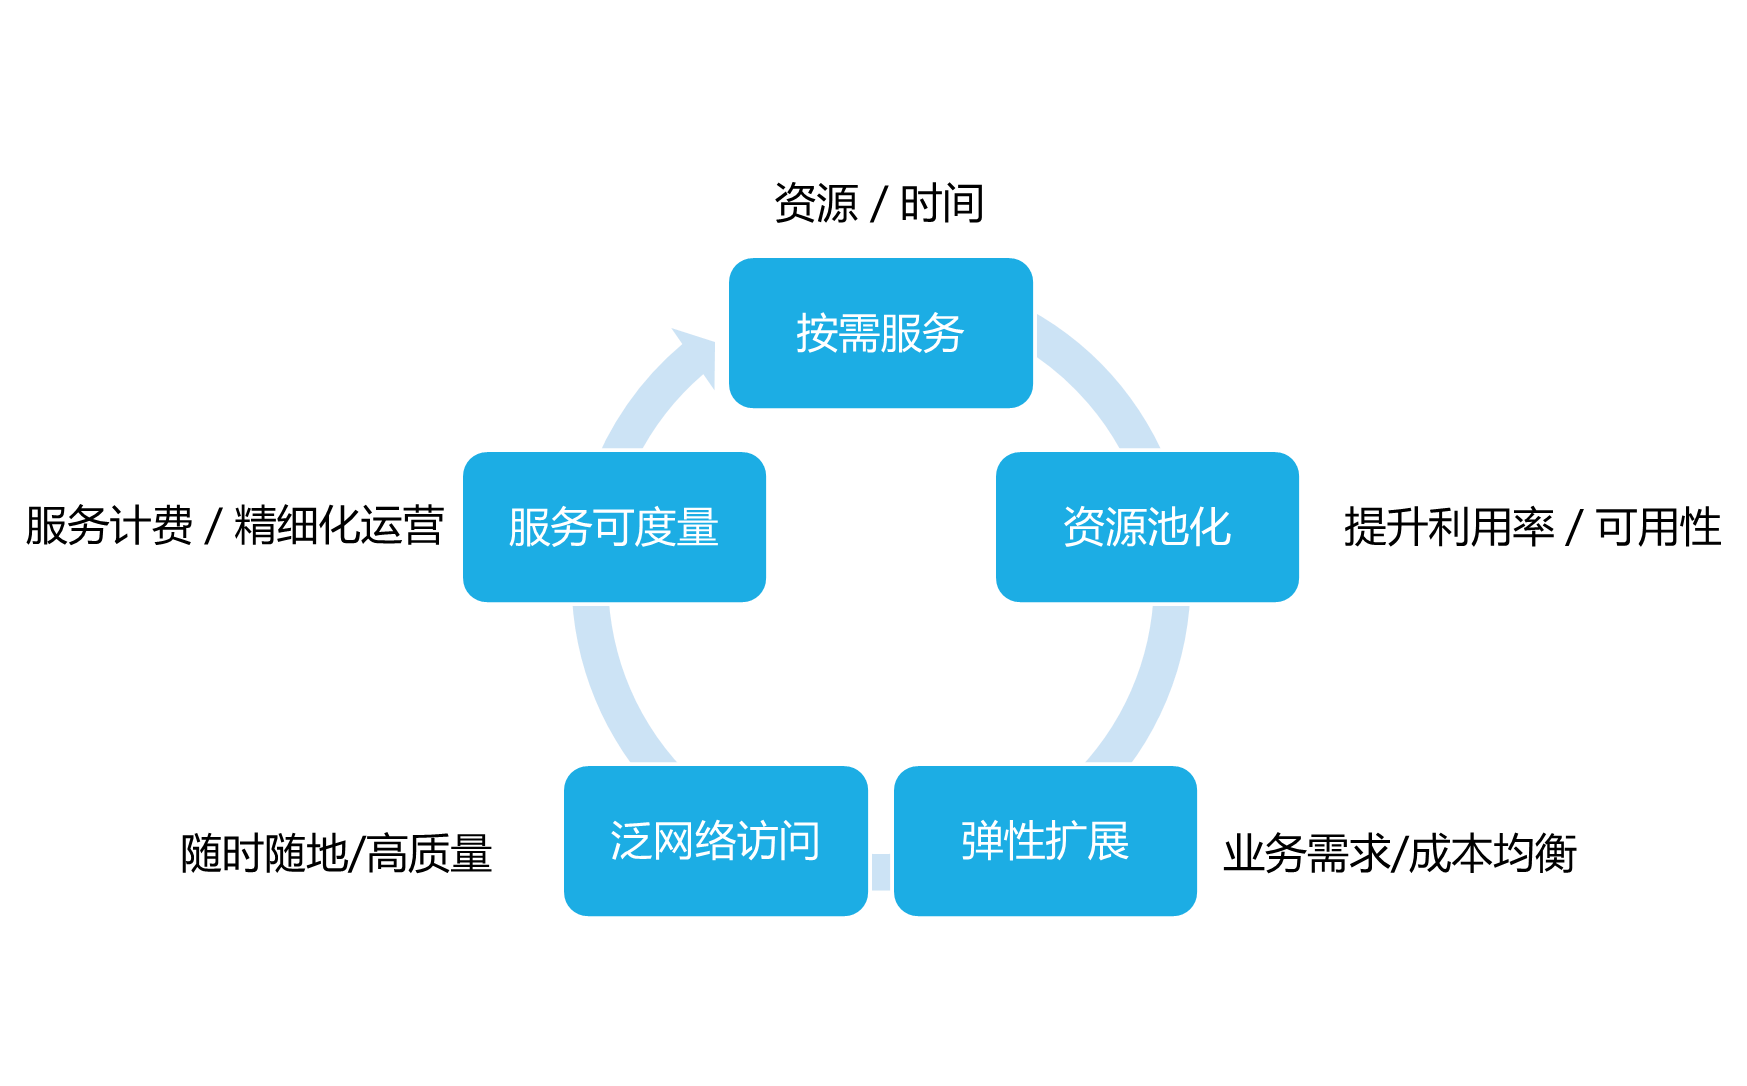 资源 / 时间
按需服务
服务计费 / 精细化运营
服务可度量
资源池化
提升利用率 / 可用性
随时随地/高质量
泛网络访问
弹性扩展
业务需求/成本均衡